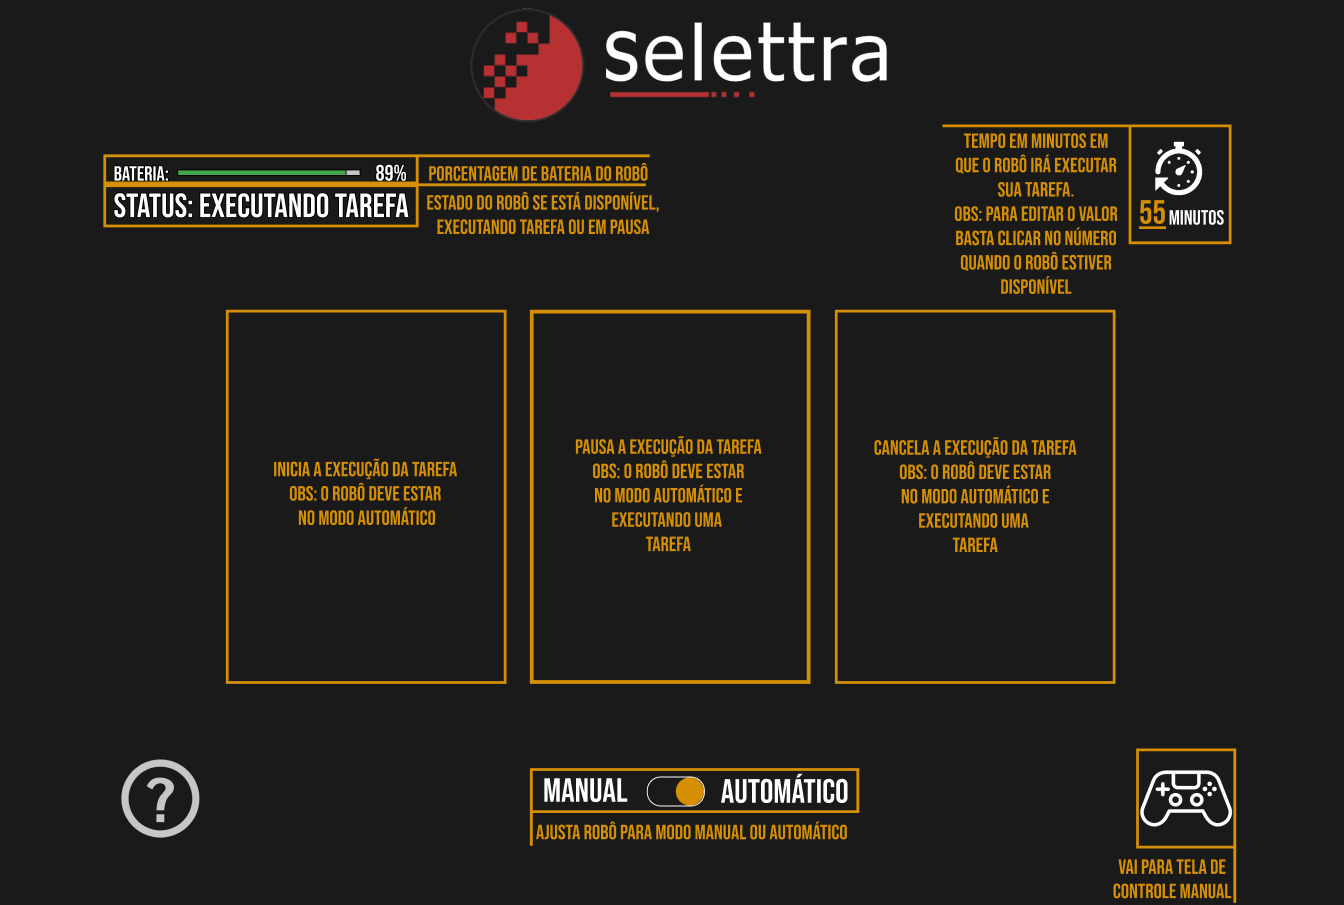 selettra
BATERIA: 89%
PORCENTAGEM DE BATERIA DO ROBÔ
STATUS: EXECUTANDO TAREFA
ESTADO DO ROBÔ SE ESTÁ DISPONÍVEL,
EXECUTANDO TAREFA OU EM PAUSA
TEMPO EM MINUTOS EM
QUE O ROBÔ IRÁ EXECUTAR
SUA TAREFA.
OBS: PARA EDITAR O VALOR
BASTA CLICAR NO NÚMERO
QUANDO O ROBÔ ESTIVER
DISPONÍVEL
55 MINUTOS
INICIA A EXECUÇÃO DA TAREFA
OBS: O ROBÔ DEVE ESTAR
NO MODO AUTOMÁTICO
PAUSA A EXECUÇÃO DA TAREFA
OBS: O ROBÔ DEVE ESTAR
NO MODO AUTOMÁTICO E
EXECUTANDO UMA
TAREFA
CANCELA A EXECUÇÃO DA TAREFA
OBS: O ROBÔ DEVE ESTAR
NO MODO AUTOMÁTICO E
EXECUTANDO UMA
TAREFA
?
MANUAL AUTOMÁTICO
AJUSTA ROBÔ PARA MODO MANUAL OU AUTOMÁTICO
VAI PARA TELA DE
CONTROLE MANUAL